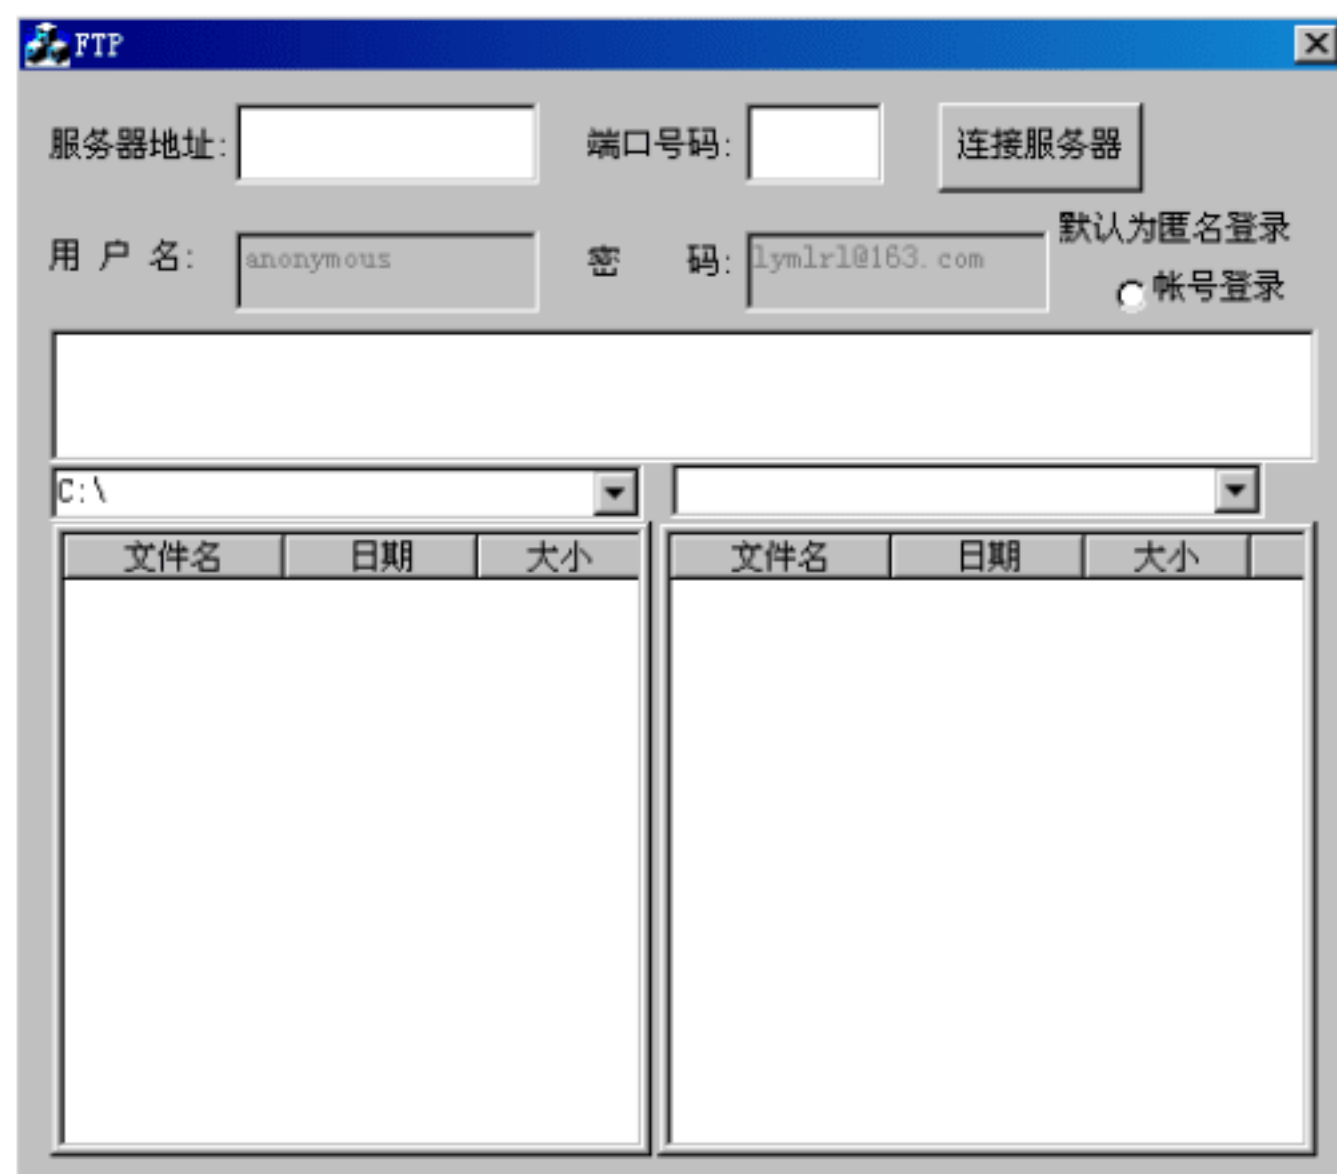 FTP
服务器地址: 端口号码: 连接服务器
默认为匿名登录
用 户 名: anonymous 密 码: lymlrl@163.com
帐号登录
C:\
文件名 日期 大小 文件名 日期 大小